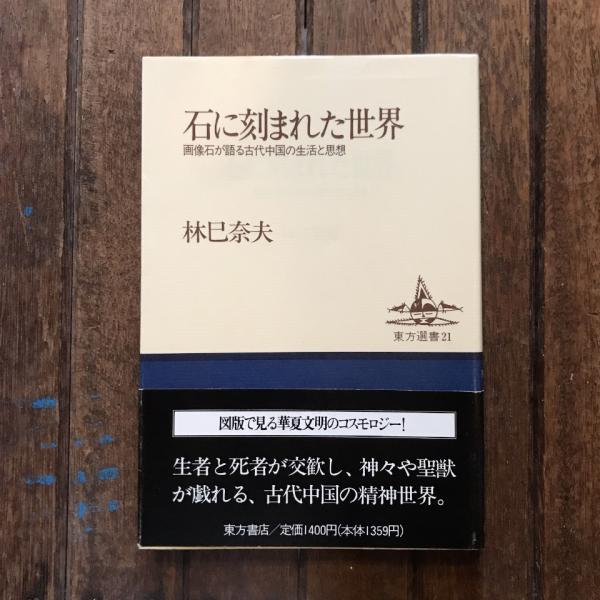 石に刻まれた世界
画像石が語る古代中国の生活と思想
林巳奈夫
東方選書21
図版で見る華夏文明のコスモロジー!
生者と死者が交歓し、神々や聖獣
が戯れる、古代中国の精神世界。
東方書店/定価1400円(本体1359円)